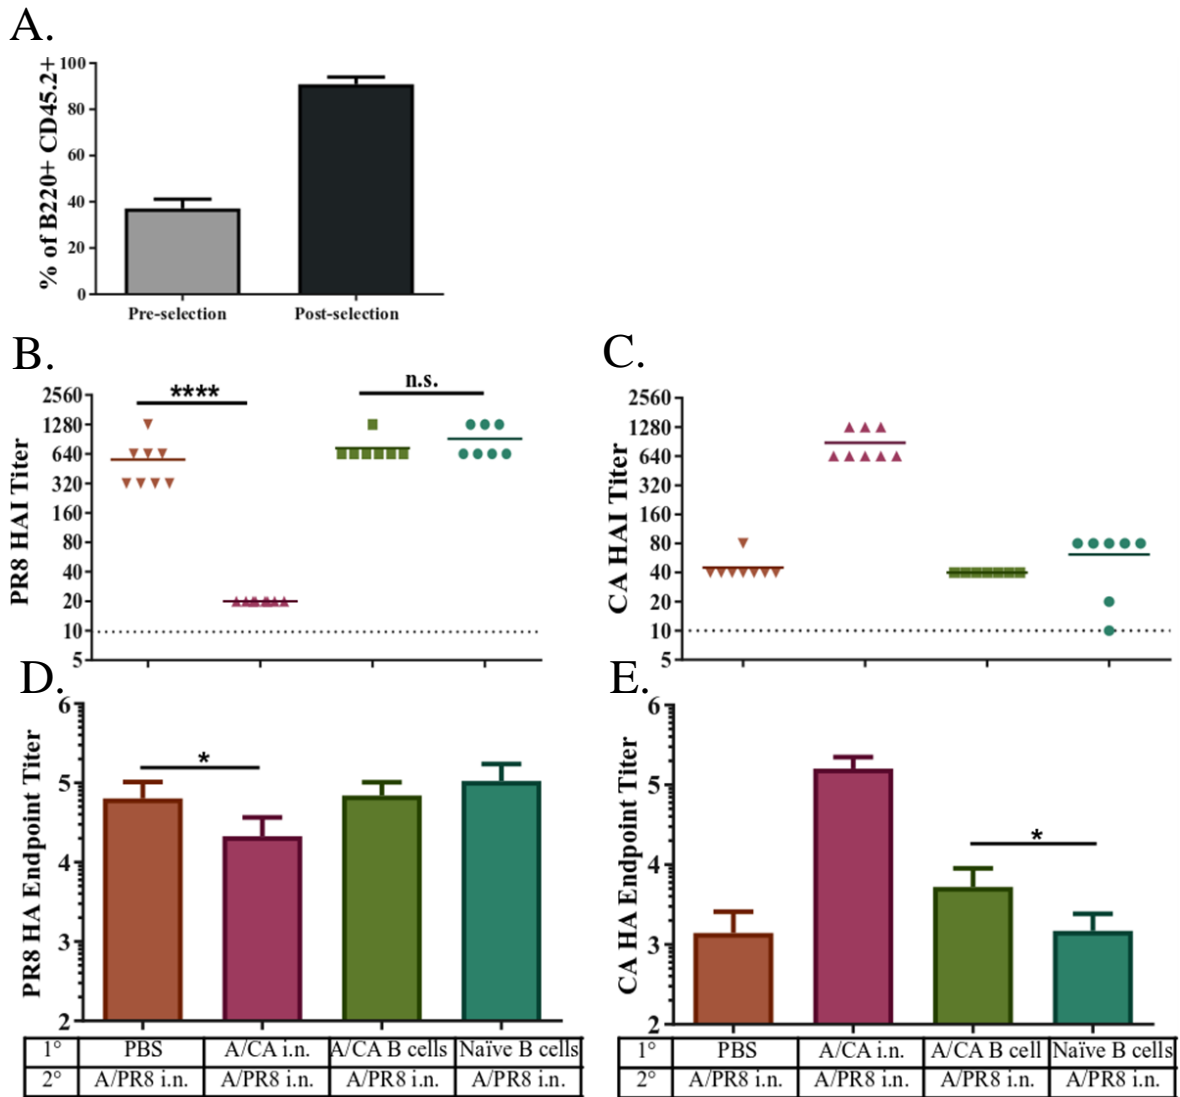 A.
% of B220+ CD45.2+
100
80
60
40
20
0
Pre-selection Post-selection
B.
PR8 HAI Titer
2560
1280
640
320
160
80
40
20
10
5
****
n.s.
C.
CA HAI Titer
2560
1280
640
320
160
80
40
20
10
5
D.
PR8 HA Endpoint Titer
6
5
4
3
2
*
1° PBS A/CA i.n. A/CA B cells Naïve B cells
2° A/PR8 i.n. A/PR8 i.n. A/PR8 i.n. A/PR8 i.n.
E.
CA HA Endpoint Titer
6
5
4
3
2
*
1° PBS A/CA i.n. A/CA B cell Naïve B cells
2° A/PR8 i.n. A/PR8 i.n. A/PR8 i.n. A/PR8 i.n.